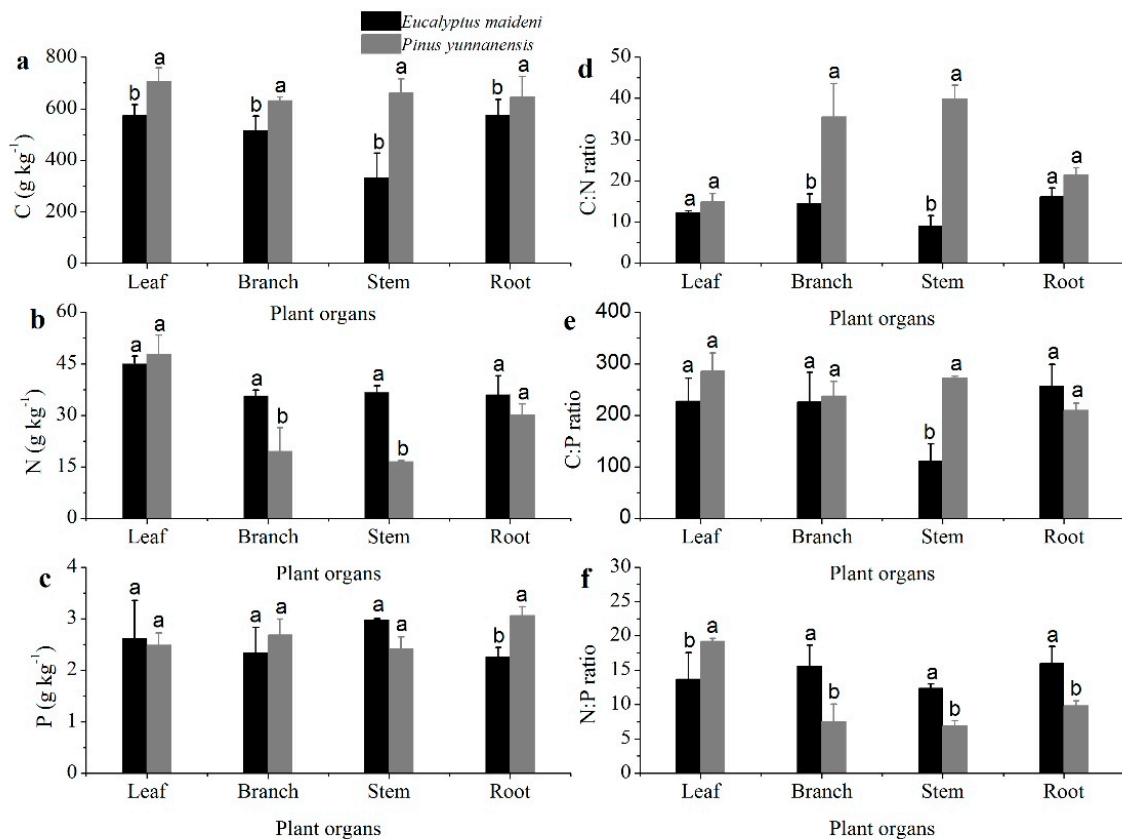 Eucalyptus maideni
Pinus yunnanensis
a
800
600
400
200
0
C (g kg-1)
b a b a b a b a
Leaf Branch Stem Root
Plant organs
b
60
45
30
15
0
N (g kg-1)
a a a b a b a a
Leaf Branch Stem Root
Plant organs
c
4
3
2
1
0
P (g kg-1)
a a a a a a b a
Leaf Branch Stem Root
Plant organs
d
50
40
30
20
10
0
C:N ratio
a a b a b a a a
Leaf Branch Stem Root
Plant organs
e
400
300
200
100
0
C:P ratio
a a a a b a a a
Leaf Branch Stem Root
Plant organs
f
30
25
20
15
10
5
0
N:P ratio
b a a b a b a b
Leaf Branch Stem Root
Plant organs